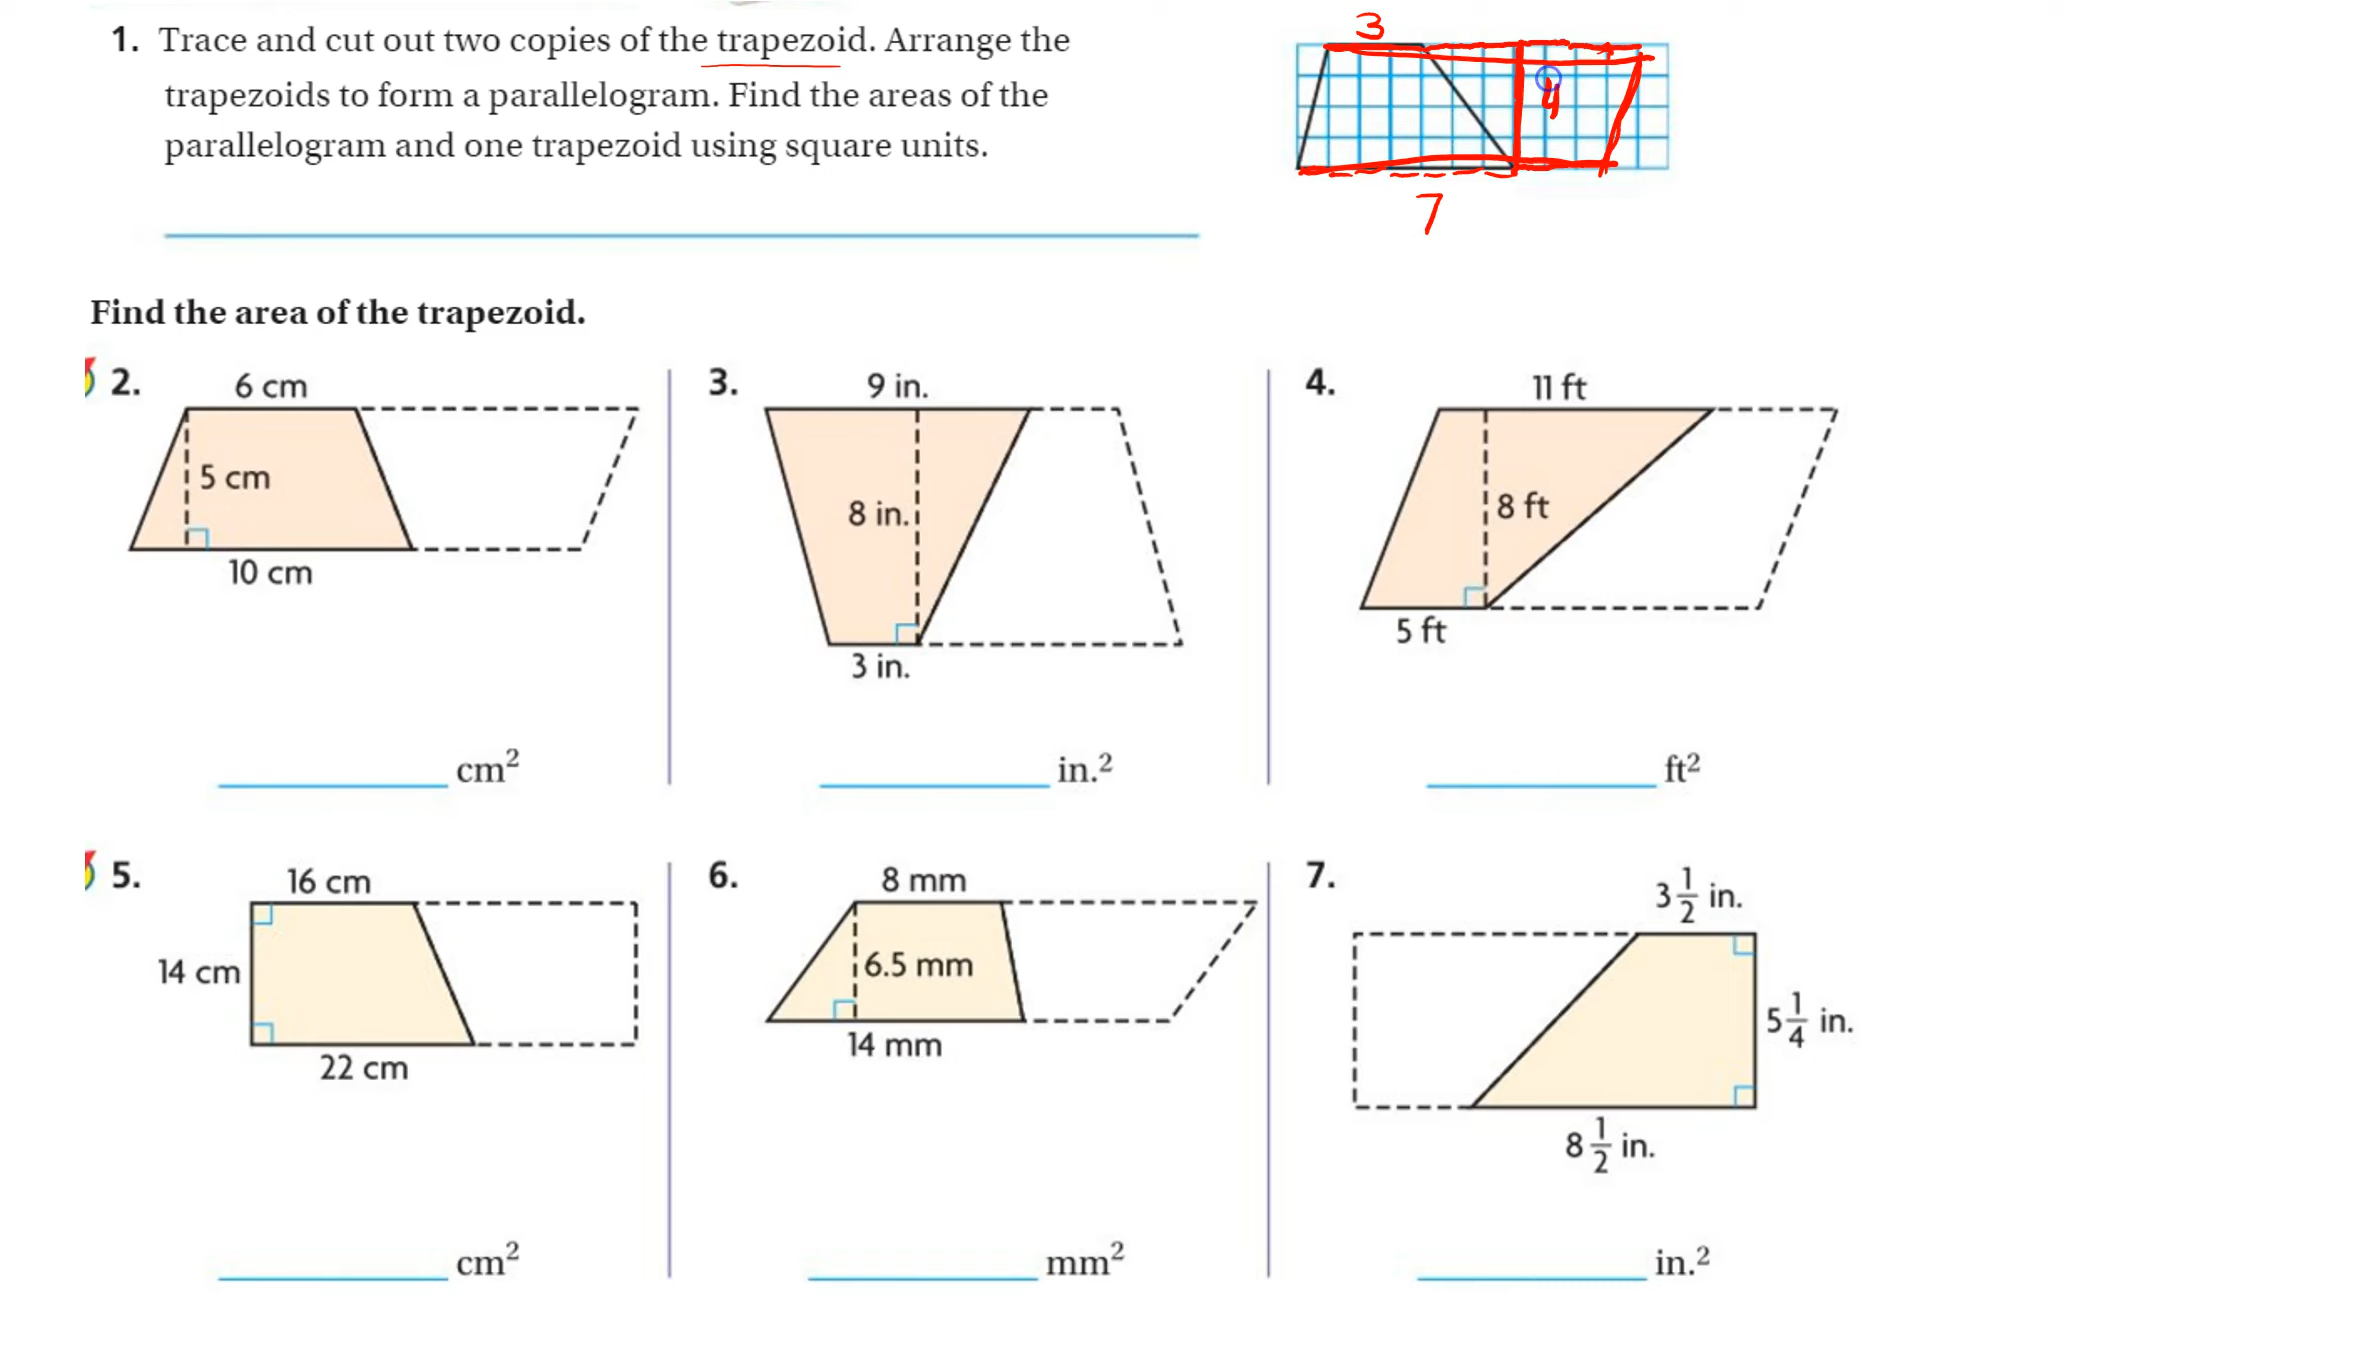 1. Trace and cut out two copies of the trapezoid. Arrange the
trapezoids to form a parallelogram. Find the areas of the
parallelogram and one trapezoid using square units.
3
4
7
Find the area of the trapezoid.
2.
6 cm
5 cm
10 cm
cm²
3.
9 in.
8 in.
3 in.
in.²
4.
11 ft
8 ft
5 ft
ft²
5.
16 cm
14 cm
22 cm
cm²
6.
8 mm
6.5 mm
14 mm
mm²
7.
3 1/2 in.
5 1/4 in.
8 1/2 in.
in.²